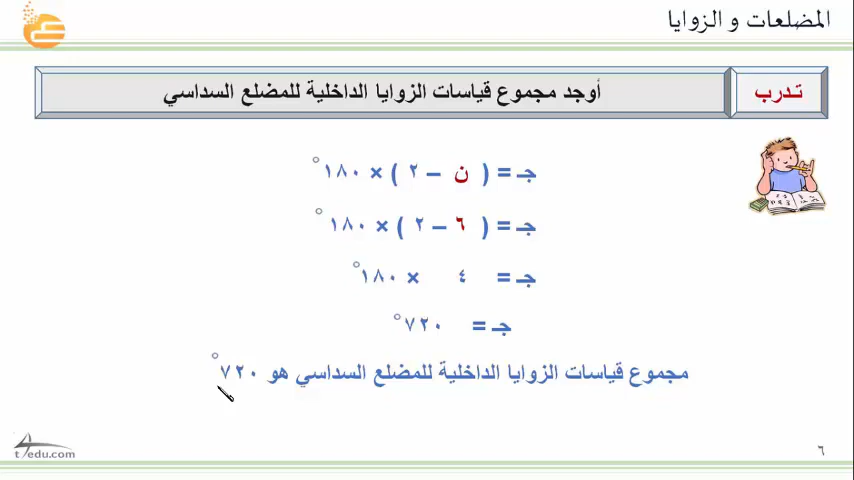 المضلعات و الزوايا
تـدرب
أوجد مجموع قياسات الزوايا الداخلية للمضلع السداسي
جـ = ( ن – ٢ ) × ١٨٠°
جـ = ( ٦ – ٢ ) × ١٨٠°
جـ = ٤ × ١٨٠°
جـ = ٧٢٠°
مجموع قياسات الزوايا الداخلية للمضلع السداسي هو ٧٢٠°
t4edu.com
٦